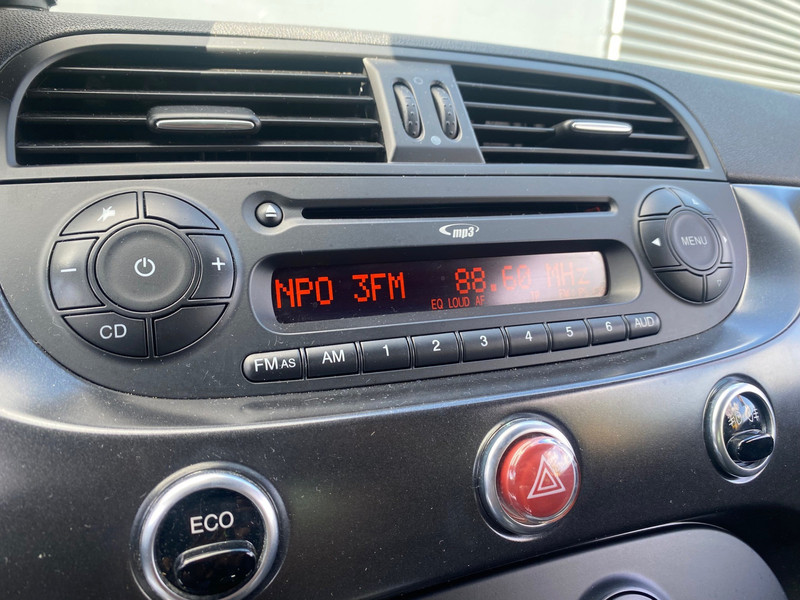 mp3
NPO 3FM 88.60 MHz
EQ LOUD AF
MENU
− +
CD
FM AS AM 1 2 3 4 5 6 AUD
ECO